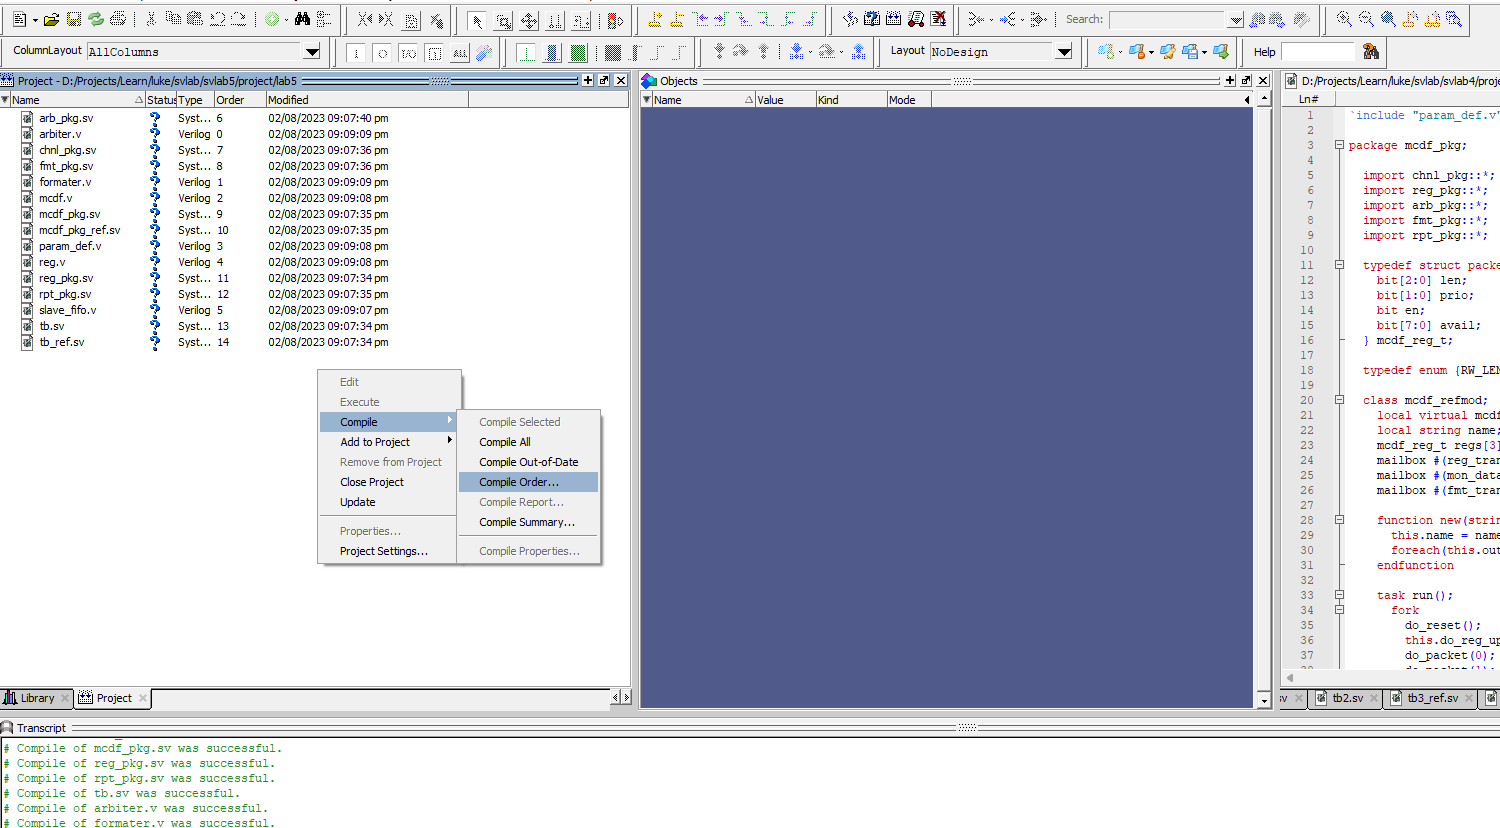 Search:
ColumnLayout AllColumns
Layout NoDesign
Help
Project - D:/Projects/Learn/luke/svlab/svlab5/project/lab5
Name Status Type Order Modified
arb_pkg.sv Syst... 6 02/08/2023 09:07:40 pm
arbiter.v Verilog 0 02/08/2023 09:09:09 pm
chnl_pkg.sv Syst... 7 02/08/2023 09:07:36 pm
fmt_pkg.sv Syst... 8 02/08/2023 09:07:36 pm
formater.v Verilog 1 02/08/2023 09:09:09 pm
mcdf.v Verilog 2 02/08/2023 09:09:08 pm
mcdf_pkg.sv Syst... 9 02/08/2023 09:07:35 pm
mcdf_pkg_ref.sv Syst... 10 02/08/2023 09:07:35 pm
param_def.v Verilog 3 02/08/2023 09:09:08 pm
reg.v Verilog 4 02/08/2023 09:09:08 pm
reg_pkg.sv Syst... 11 02/08/2023 09:07:34 pm
rpt_pkg.sv Syst... 12 02/08/2023 09:07:35 pm
slave_fifo.v Verilog 5 02/08/2023 09:09:07 pm
tb.sv Syst... 13 02/08/2023 09:07:34 pm
tb_ref.sv Syst... 14 02/08/2023 09:07:34 pm
Edit
Execute
Compile
Add to Project
Remove from Project
Close Project
Update
Properties...
Project Settings...
Compile Selected
Compile All
Compile Out-of-Date
Compile Order...
Compile Report...
Compile Summary...
Compile Properties...
Library
Project
Objects
Name Value Kind Mode
D:/Projects/Learn/luke/svlab/svlab4/proje
Ln#
1 `include "param_def.v"
2
3 package mcdf_pkg;
4
5 import chnl_pkg::*;
6 import reg_pkg::*;
7 import arb_pkg::*;
8 import fmt_pkg::*;
9 import rpt_pkg::*;
10
11 typedef struct packe
12 bit[2:0] len;
13 bit[1:0] prio;
14 bit en;
15 bit[7:0] avail;
16 } mcdf_reg_t;
17
18 typedef enum {RW_LEN
19
20 class mcdf_refmod;
21 local virtual mcdf
22 local string name;
23 mcdf_reg_t regs[3]
24 mailbox #(reg_tran
25 mailbox #(mon_data
26 mailbox #(fmt_tran
27
28 function new(strin
29 this.name = name
30 foreach(this.out
31 endfunction
32
33 task run();
34 fork
35 do_reset();
36 this.do_reg_up
37 do_packet(0);
sv
tb2.sv
tb3_ref.sv
Transcript
# Compile of mcdf_pkg.sv was successful.
# Compile of reg_pkg.sv was successful.
# Compile of rpt_pkg.sv was successful.
# Compile of tb.sv was successful.
# Compile of arbiter.v was successful.
# Compile of formater.v was successful.